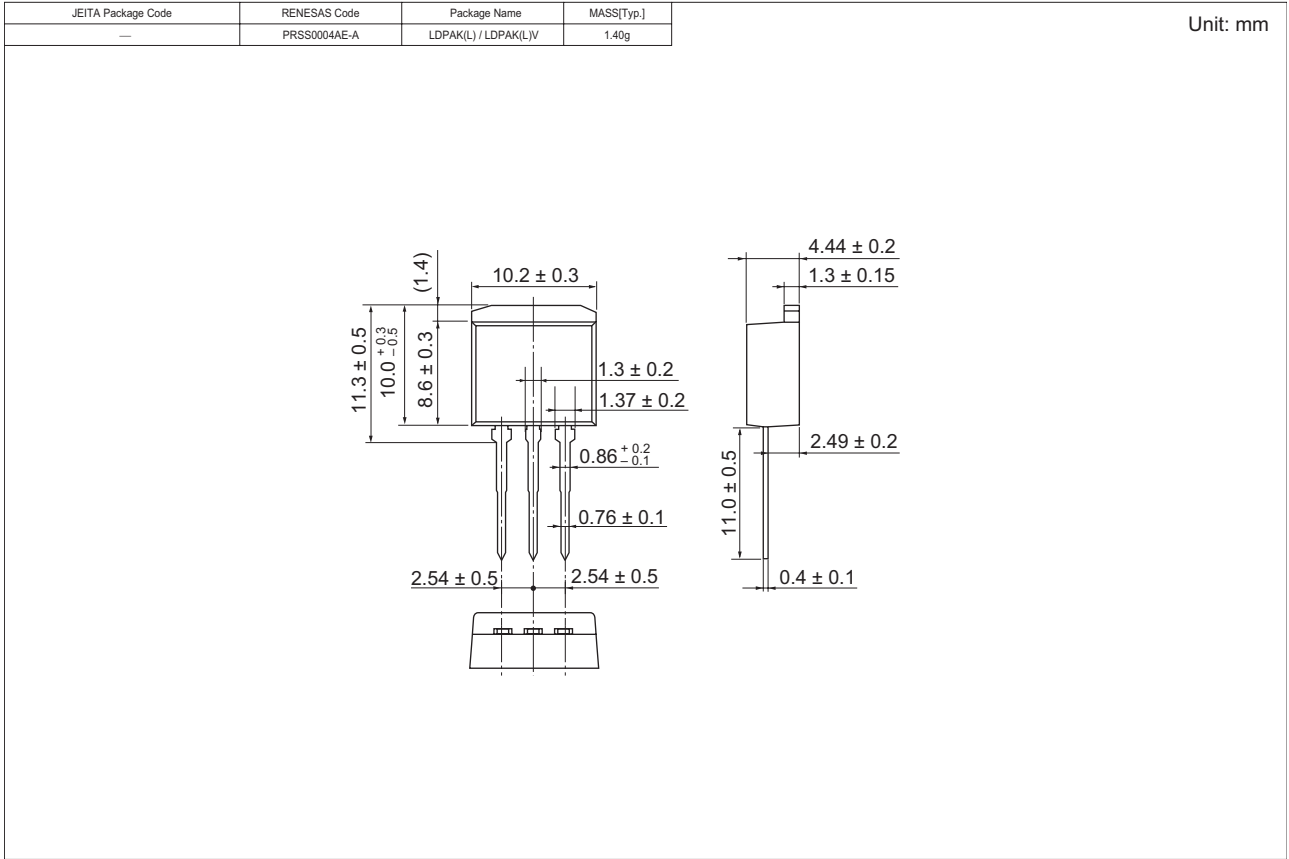 JEITA Package Code RENESAS Code Package Name MASS[Typ.]
— PRSS0004AE-A LDPAK(L) / LDPAK(L)V 1.40g
Unit: mm
4.44 ± 0.2
(1.4)
10.2 ± 0.3
1.3 ± 0.15
11.3 ± 0.5
10.0 + 0.3 – 0.5
8.6 ± 0.3
1.3 ± 0.2
1.37 ± 0.2
2.49 ± 0.2
0.86 + 0.2 – 0.1
11.0 ± 0.5
0.76 ± 0.1
2.54 ± 0.5
2.54 ± 0.5
0.4 ± 0.1